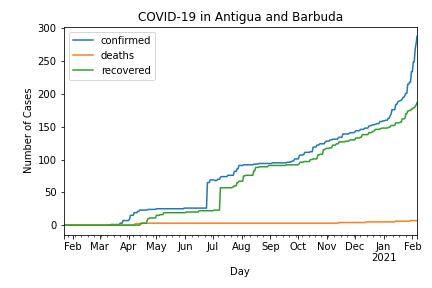 COVID-19 in Antigua and Barbuda
Number of Cases
300
250
200
150
100
50
0
confirmed
deaths
recovered
Feb Mar Apr May Jun Jul Aug Sep Oct Nov Dec Jan Feb
2021
Day